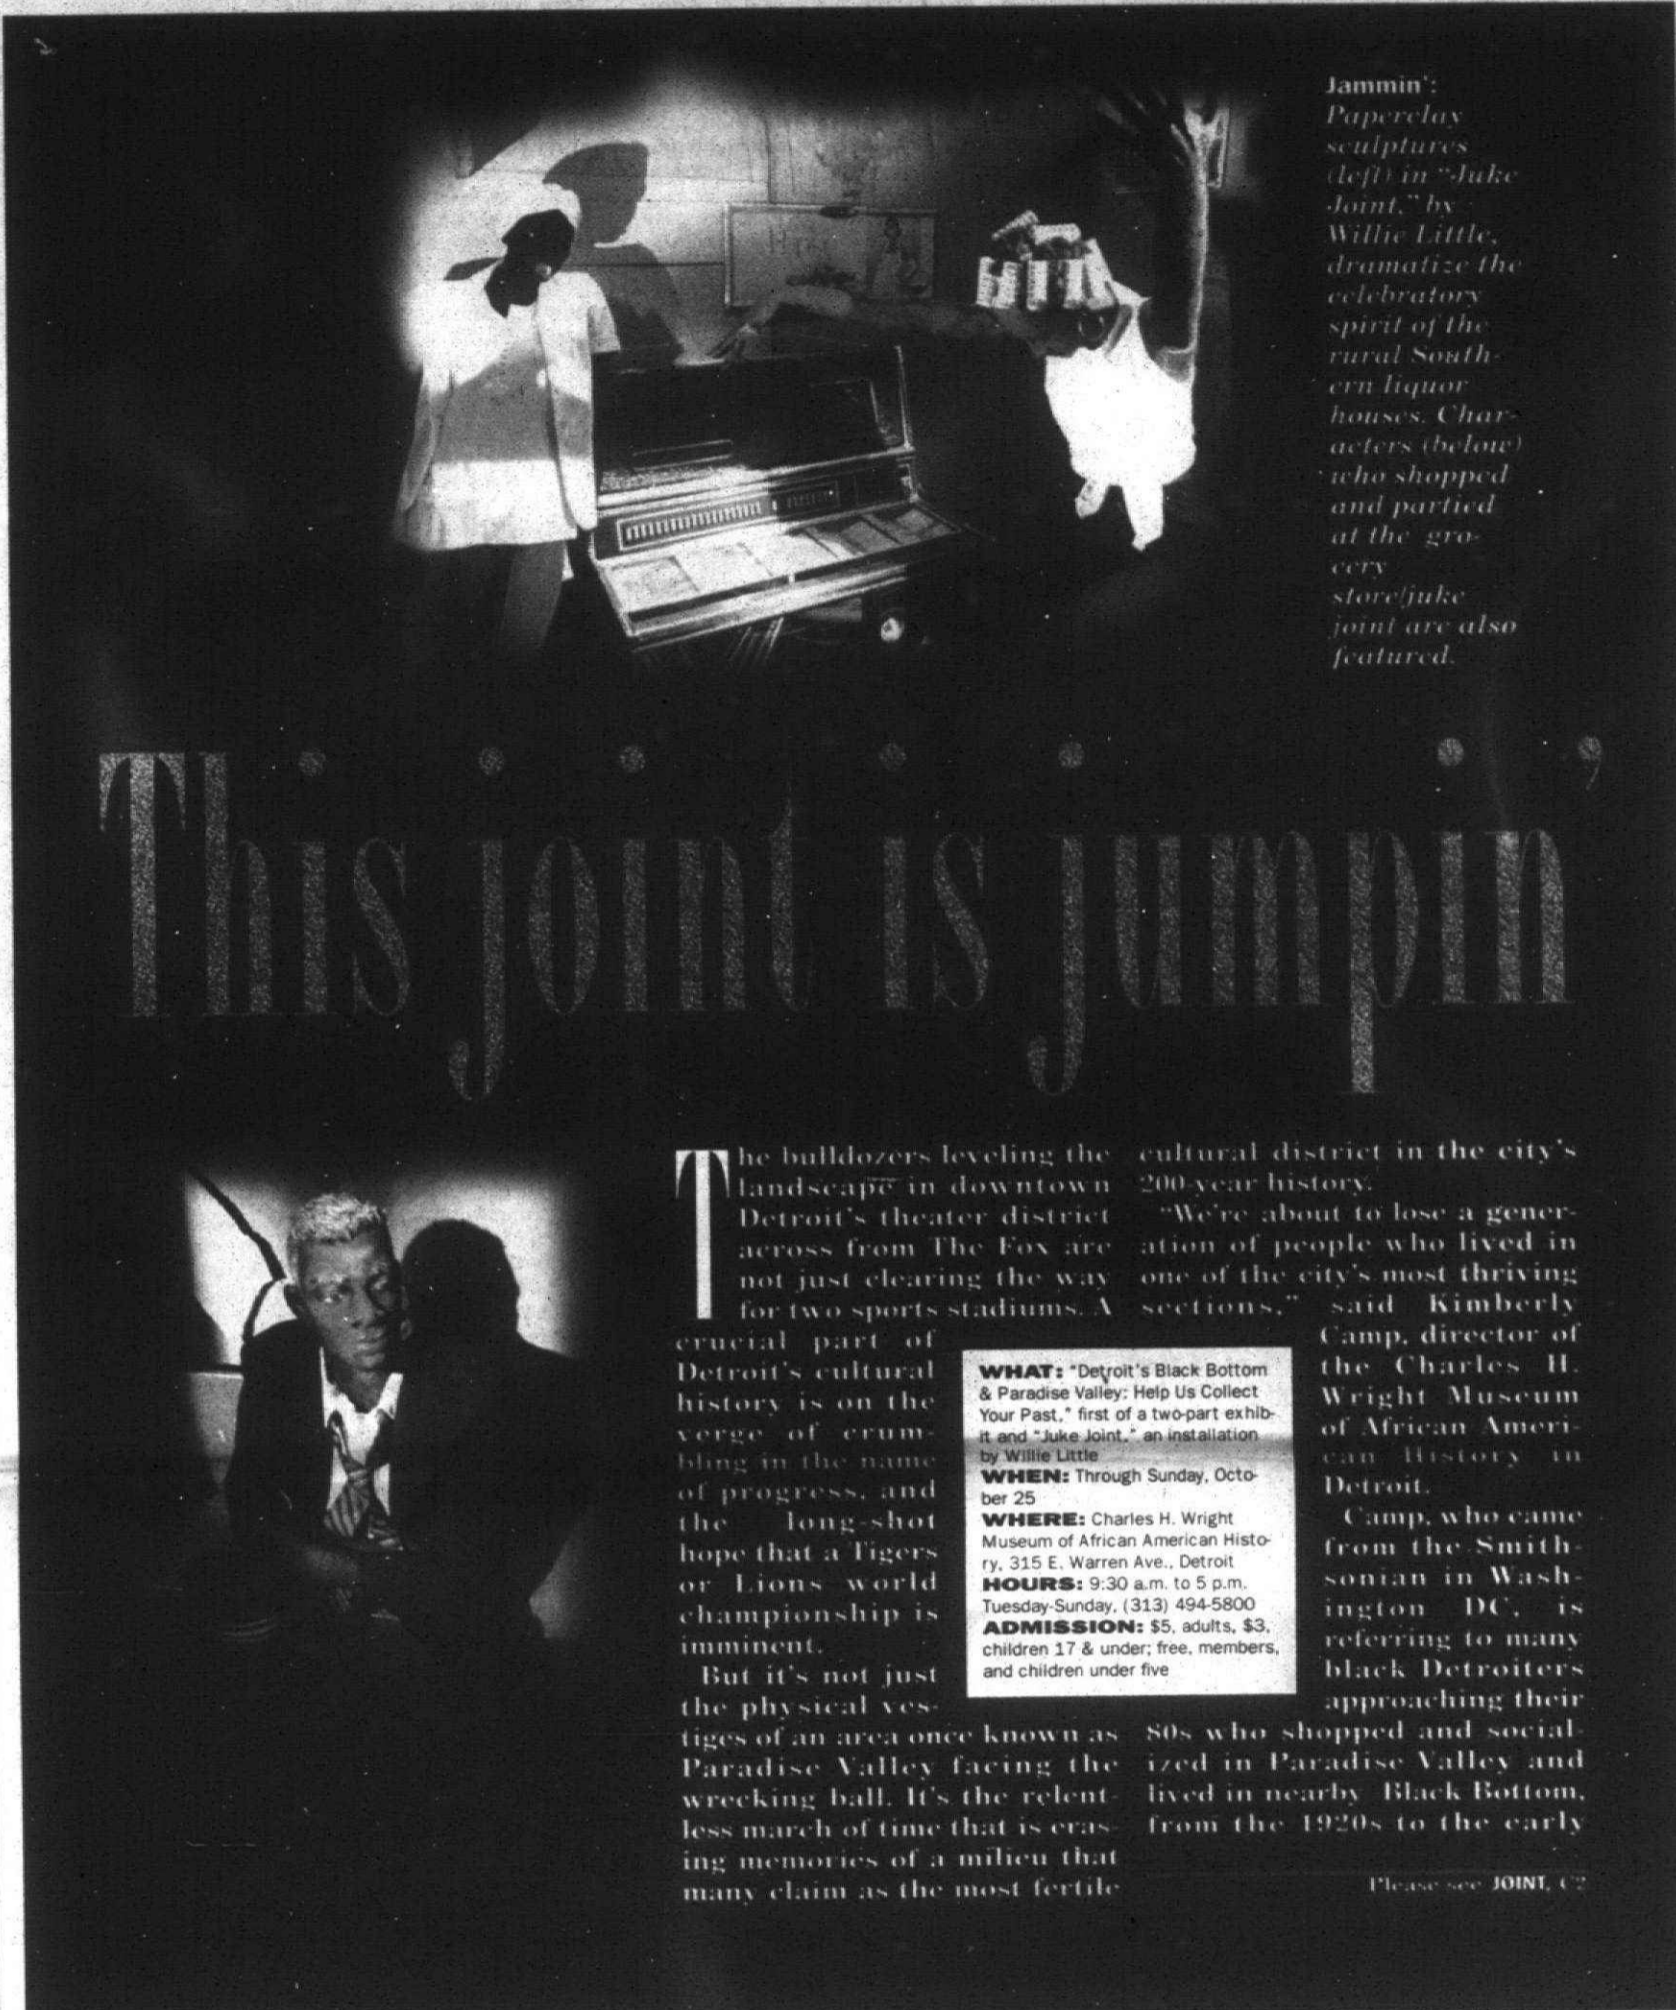 Jammin':
Paperclay
sculptures
(left) in "Juke
Joint," by
Willie Little,
dramatize the
celebratory
spirit of the
rural South-
ern liquor
houses. Char-
acters (below)
who shopped
and partied
at the gro-
cery
store/juke
joint are also
featured.
This joint is jumpin'
The bulldozers leveling the
landscape in downtown
Detroit's theater district
across from The Fox are
not just clearing the way
for two sports stadiums. A
crucial part of
Detroit's cultural
history is on the
verge of crum-
bling in the name
of progress, and
the long-shot
hope that a Tigers
or Lions world
championship is
imminent.
But it's not just
the physical ves-
tiges of an area once known as
Paradise Valley facing the
wrecking ball. It's the relent-
less march of time that is eras-
ing memories of a milieu that
many claim as the most fertile
cultural district in the city's
200-year history.
"We're about to lose a gener-
ation of people who lived in
one of the city's most thriving
sections," said Kimberly
Camp, director of
the Charles H.
Wright Museum
of African Ameri-
can History in
Detroit.
Camp, who came
from the Smith-
sonian in Wash-
ington DC, is
referring to many
black Detroiters
approaching their
80s who shopped and social-
ized in Paradise Valley and
lived in nearby Black Bottom,
from the 1920s to the early
Please see JOINT, C2
WHAT: "Detroit's Black Bottom
& Paradise Valley: Help Us Collect
Your Past," first of a two-part exhib-
it and "Juke Joint," an installation
by Willie Little
WHEN: Through Sunday, Octo-
ber 25
WHERE: Charles H. Wright
Museum of African American Histo-
ry, 315 E. Warren Ave., Detroit
HOURS: 9:30 a.m. to 5 p.m.
Tuesday-Sunday, (313) 494-5800
ADMISSION: $5, adults, $3,
children 17 & under; free, members,
and children under five